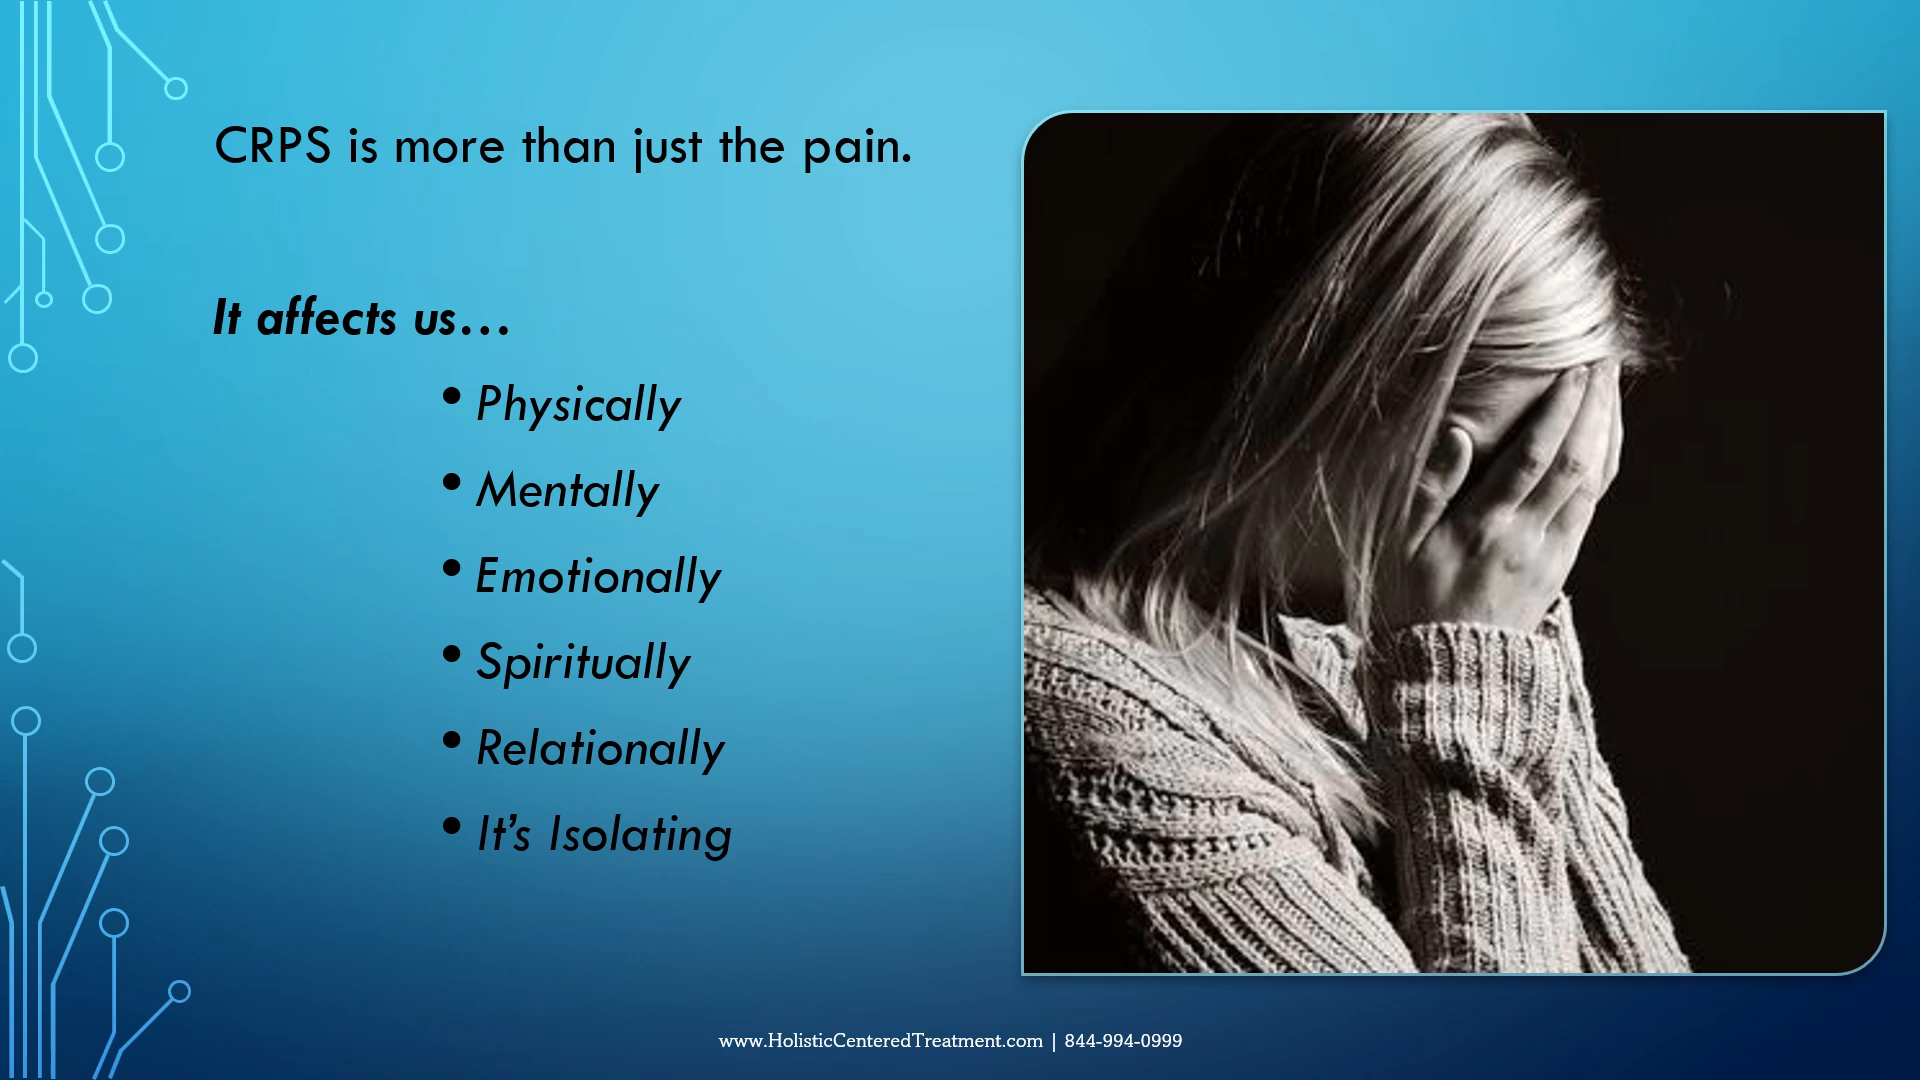 CRPS is more than just the pain.
It affects us…
• Physically
• Mentally
• Emotionally
• Spiritually
• Relationally
• It’s Isolating
www.HolisticCenteredTreatment.com | 844-994-0999